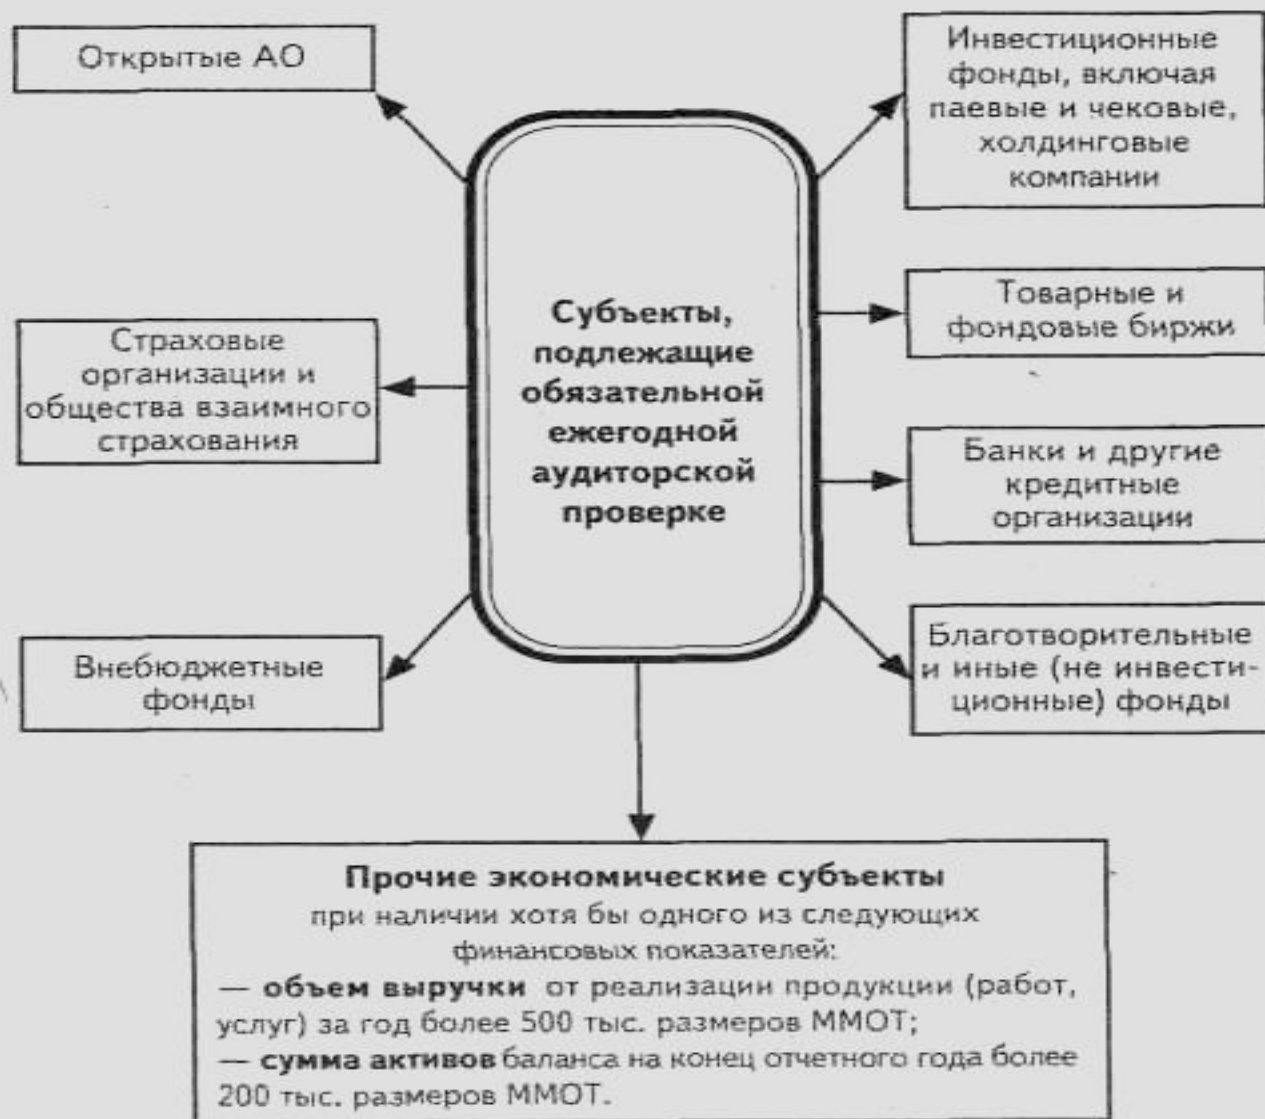 Открытые АО
Инвестиционные
фонды, включая
паевые и чековые,
холдинговые
компании
Страховые
организации и
общества взаимного
страхования
Субъекты,
подлежащие
обязательной
ежегодной
аудиторской
проверке
Товарные и
фондовые биржи
Банки и другие
кредитные
организации
Внебюджетные
фонды
Благотворительные
и иные (не инвести-
ционные) фонды
Прочие экономические субъекты
при наличии хотя бы одного из следующих
финансовых показателей:
— объем выручки от реализации продукции (работ,
услуг) за год более 500 тыс. размеров ММОТ;
— сумма активов баланса на конец отчетного года более
200 тыс. размеров ММОТ.